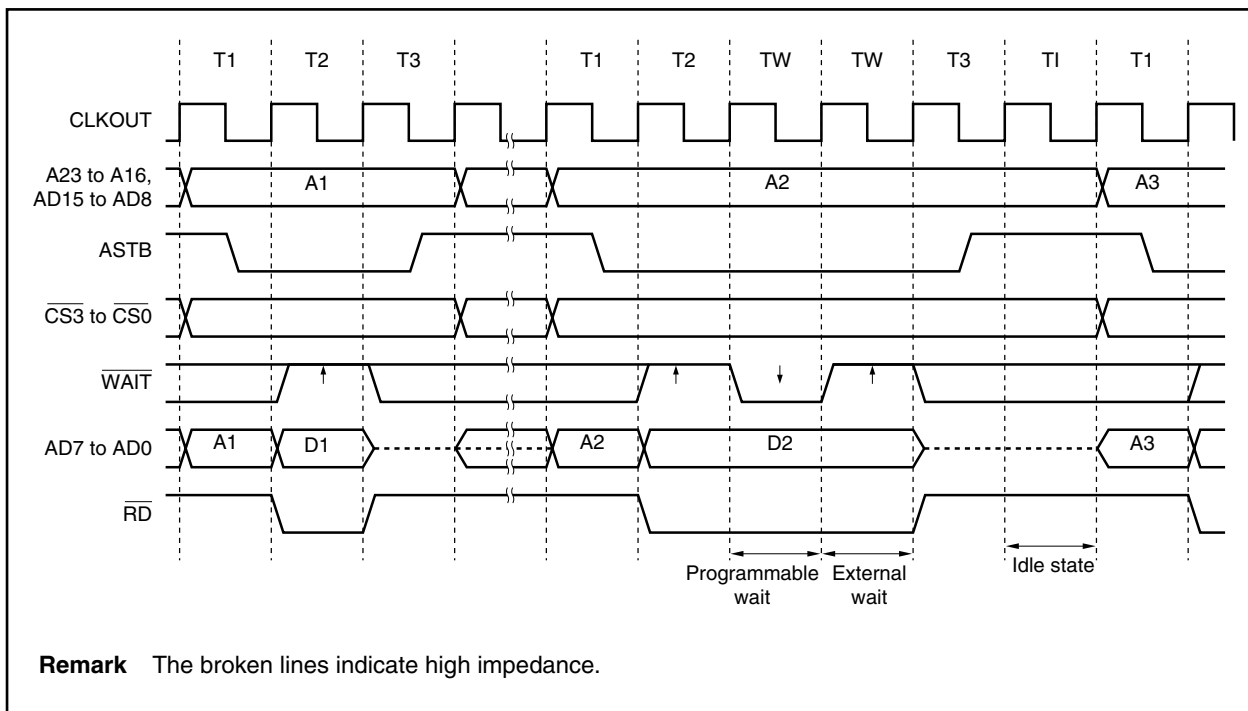 T1 T2 T3 T1 T2 TW TW T3 TI T1
CLKOUT
A23 to A16,
AD15 to AD8
A1 A2 A3
ASTB
CS3 to CS0
WAIT
AD7 to AD0
A1 D1 A2 D2 A3
RD
Programmable
wait
External
wait
Idle state
Remark The broken lines indicate high impedance.